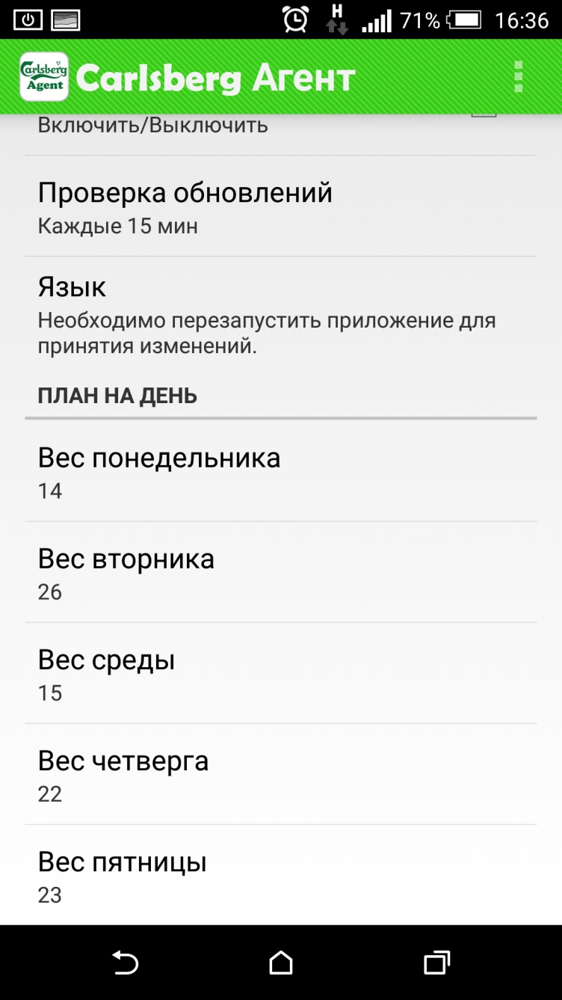 H
71%
16:36
Carlsberg
Agent
Carlsberg Агент
Включить/Выключить
Проверка обновлений
Каждые 15 мин
Язык
Необходимо перезапустить приложение для
принятия изменений.
ПЛАН НА ДЕНЬ
Вес понедельника
14
Вес вторника
26
Вес среды
15
Вес четверга
22
Вес пятницы
23